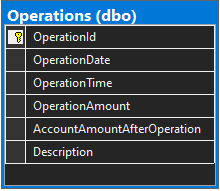 Operations (dbo)
OperationId
OperationDate
OperationTime
OperationAmount
AccountAmountAfterOperation
Description